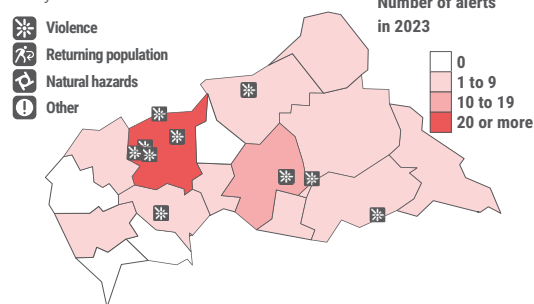 Number of alerts
in 2023
Violence
Returning population
Natural hazards
Other
0
1 to 9
10 to 19
20 or more